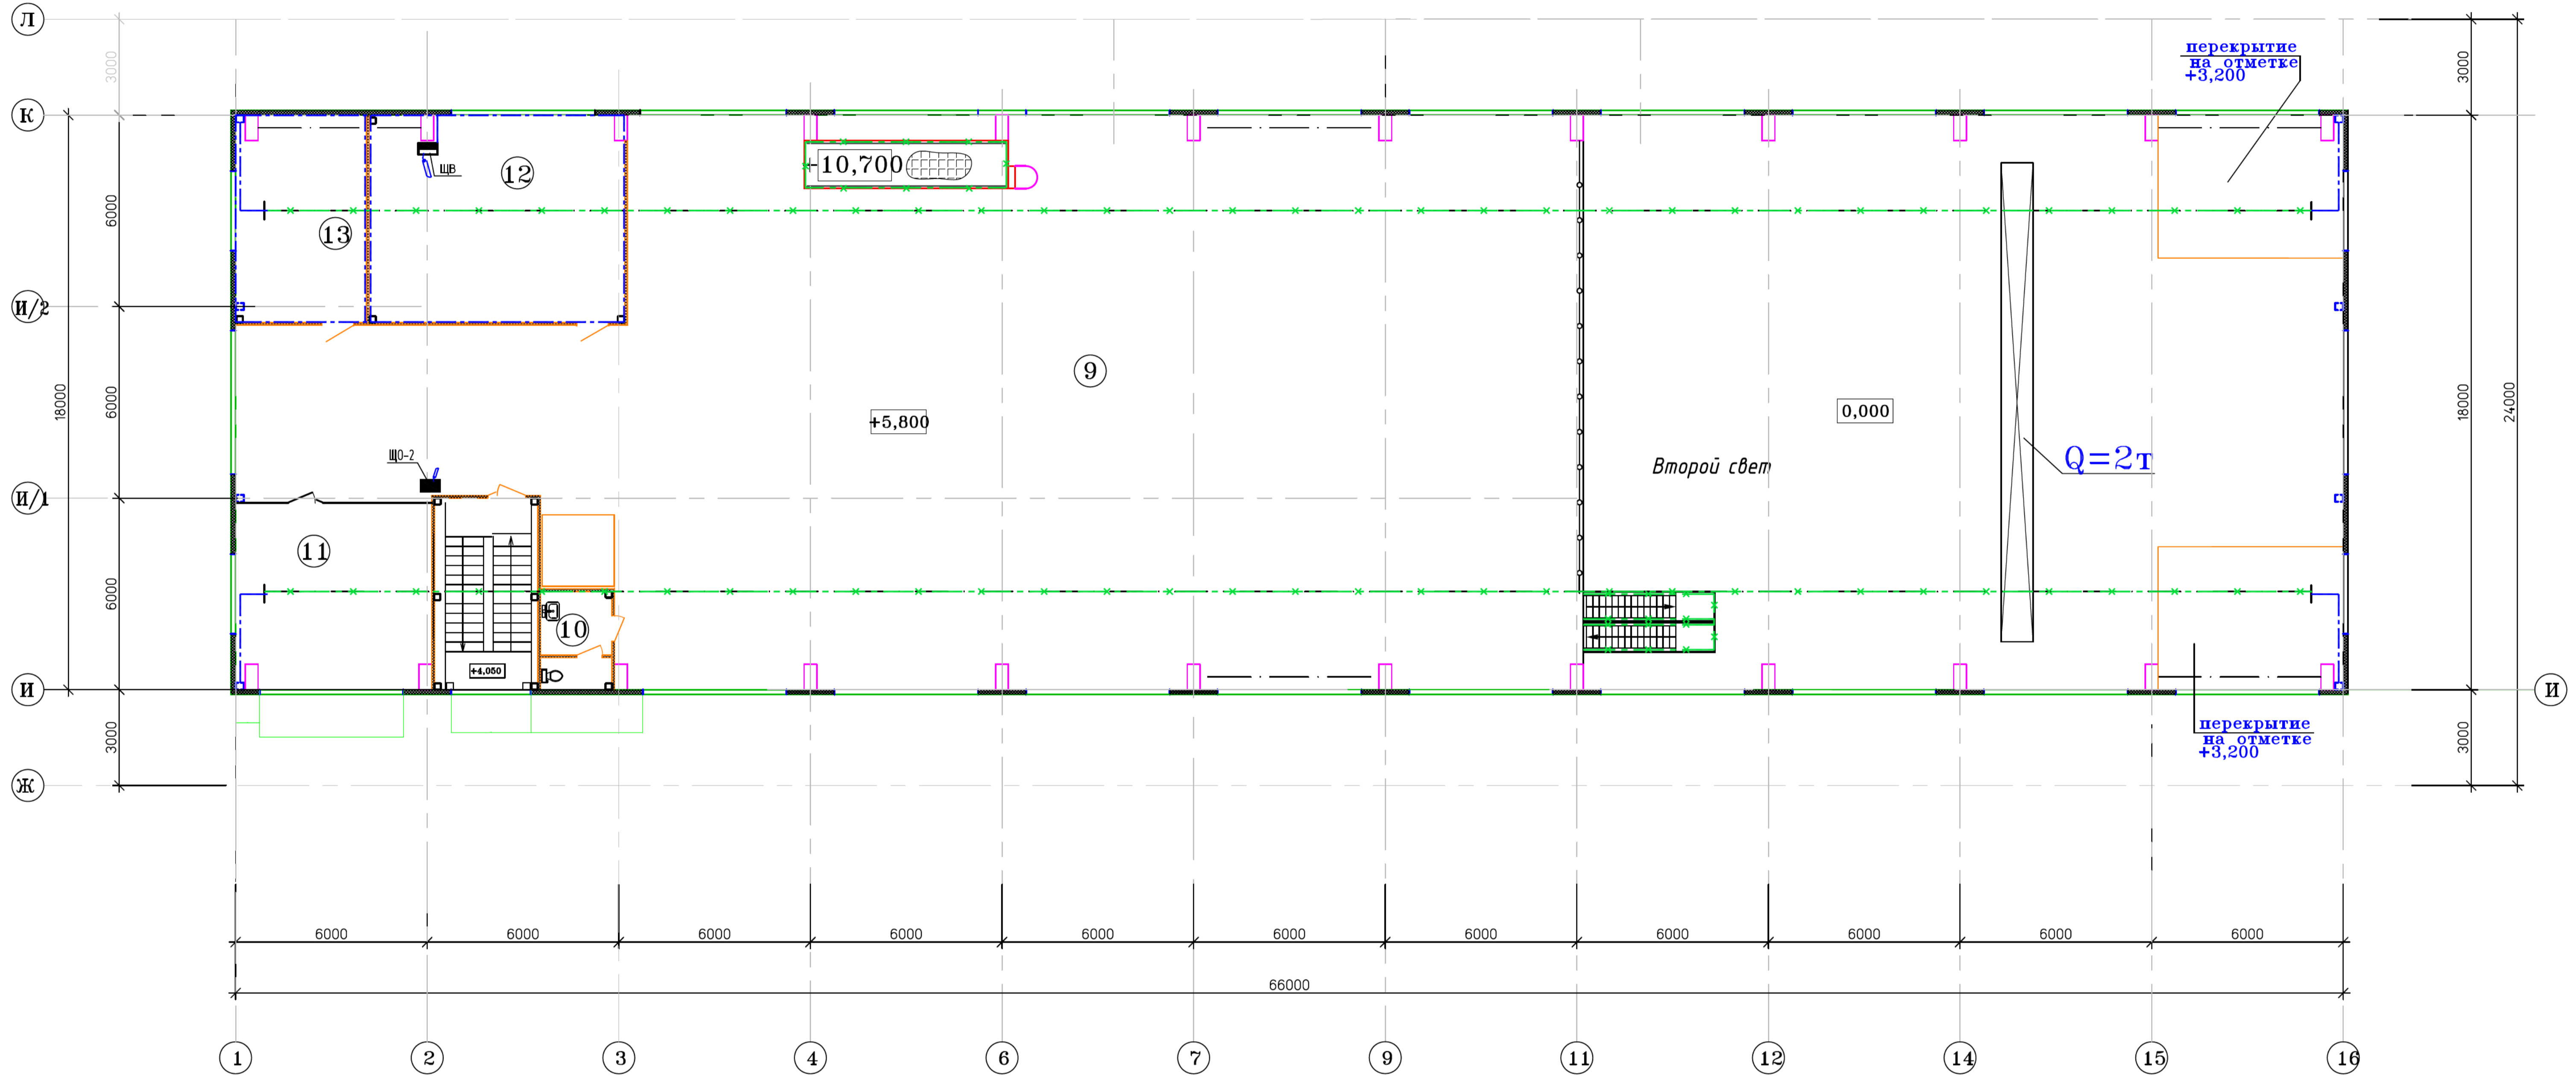 Л
3000
перекрытие
на отметке
+3,200
3000
К
+10,700
ЩВ
12
6000
13
И/2
9
18000
6000
+5,800
0,000
18000
24000
ЩО-2
Второй свет
Q=2т
И/1
11
6000
10
+4,050
И
И
3000
перекрытие
на отметке
+3,200
3000
Ж
6000 6000 6000 6000 6000 6000 6000 6000 6000 6000 6000
66000
1 2 3 4 6 7 9 11 12 14 15 16